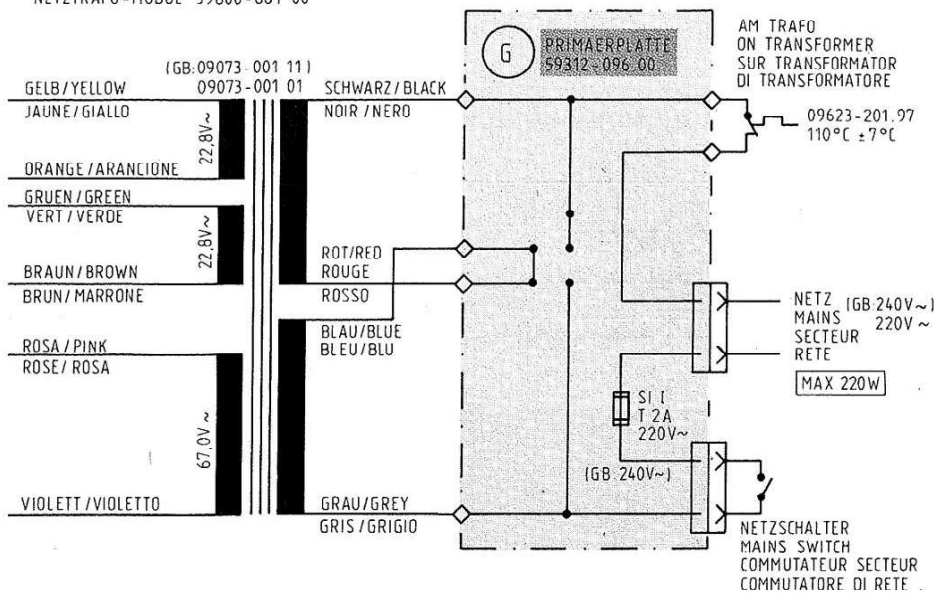 NETZTRAFO-MODUL 59800-001 00
(GB:09073-001 11)
09073-001 01
GELB/YELLOW
JAUNE/GIALLO
22,8V~
ORANGE/ARANCIONE
GRUEN/GREEN
VERT/VERDE
22,8V~
BRAUN/BROWN
BRUN/MARRONE
ROSA/PINK
ROSE/ROSA
67,0V~
VIOLETT/VIOLETTO
SCHWARZ/BLACK
NOIR/NERO
ROT/RED
ROUGE
ROSSO
BLAU/BLUE
BLEU/BLU
GRAU/GREY
GRIS/GRIGIO
G
PRIMAERPLATTE
59312-096.00
AM TRAFO
ON TRANSFORMER
SUR TRANSFORMATOR
DI TRANSFORMATORE
09623-201.97
110°C ±7°C
NETZ (GB:240V~)
MAINS 220V~
SECTEUR
RETE
MAX 220W
SI I
T 2A
220V~
(GB:240V~)
NETZSCHALTER
MAINS SWITCH
COMMUTATEUR SECTEUR
COMMUTATORE DI RETE